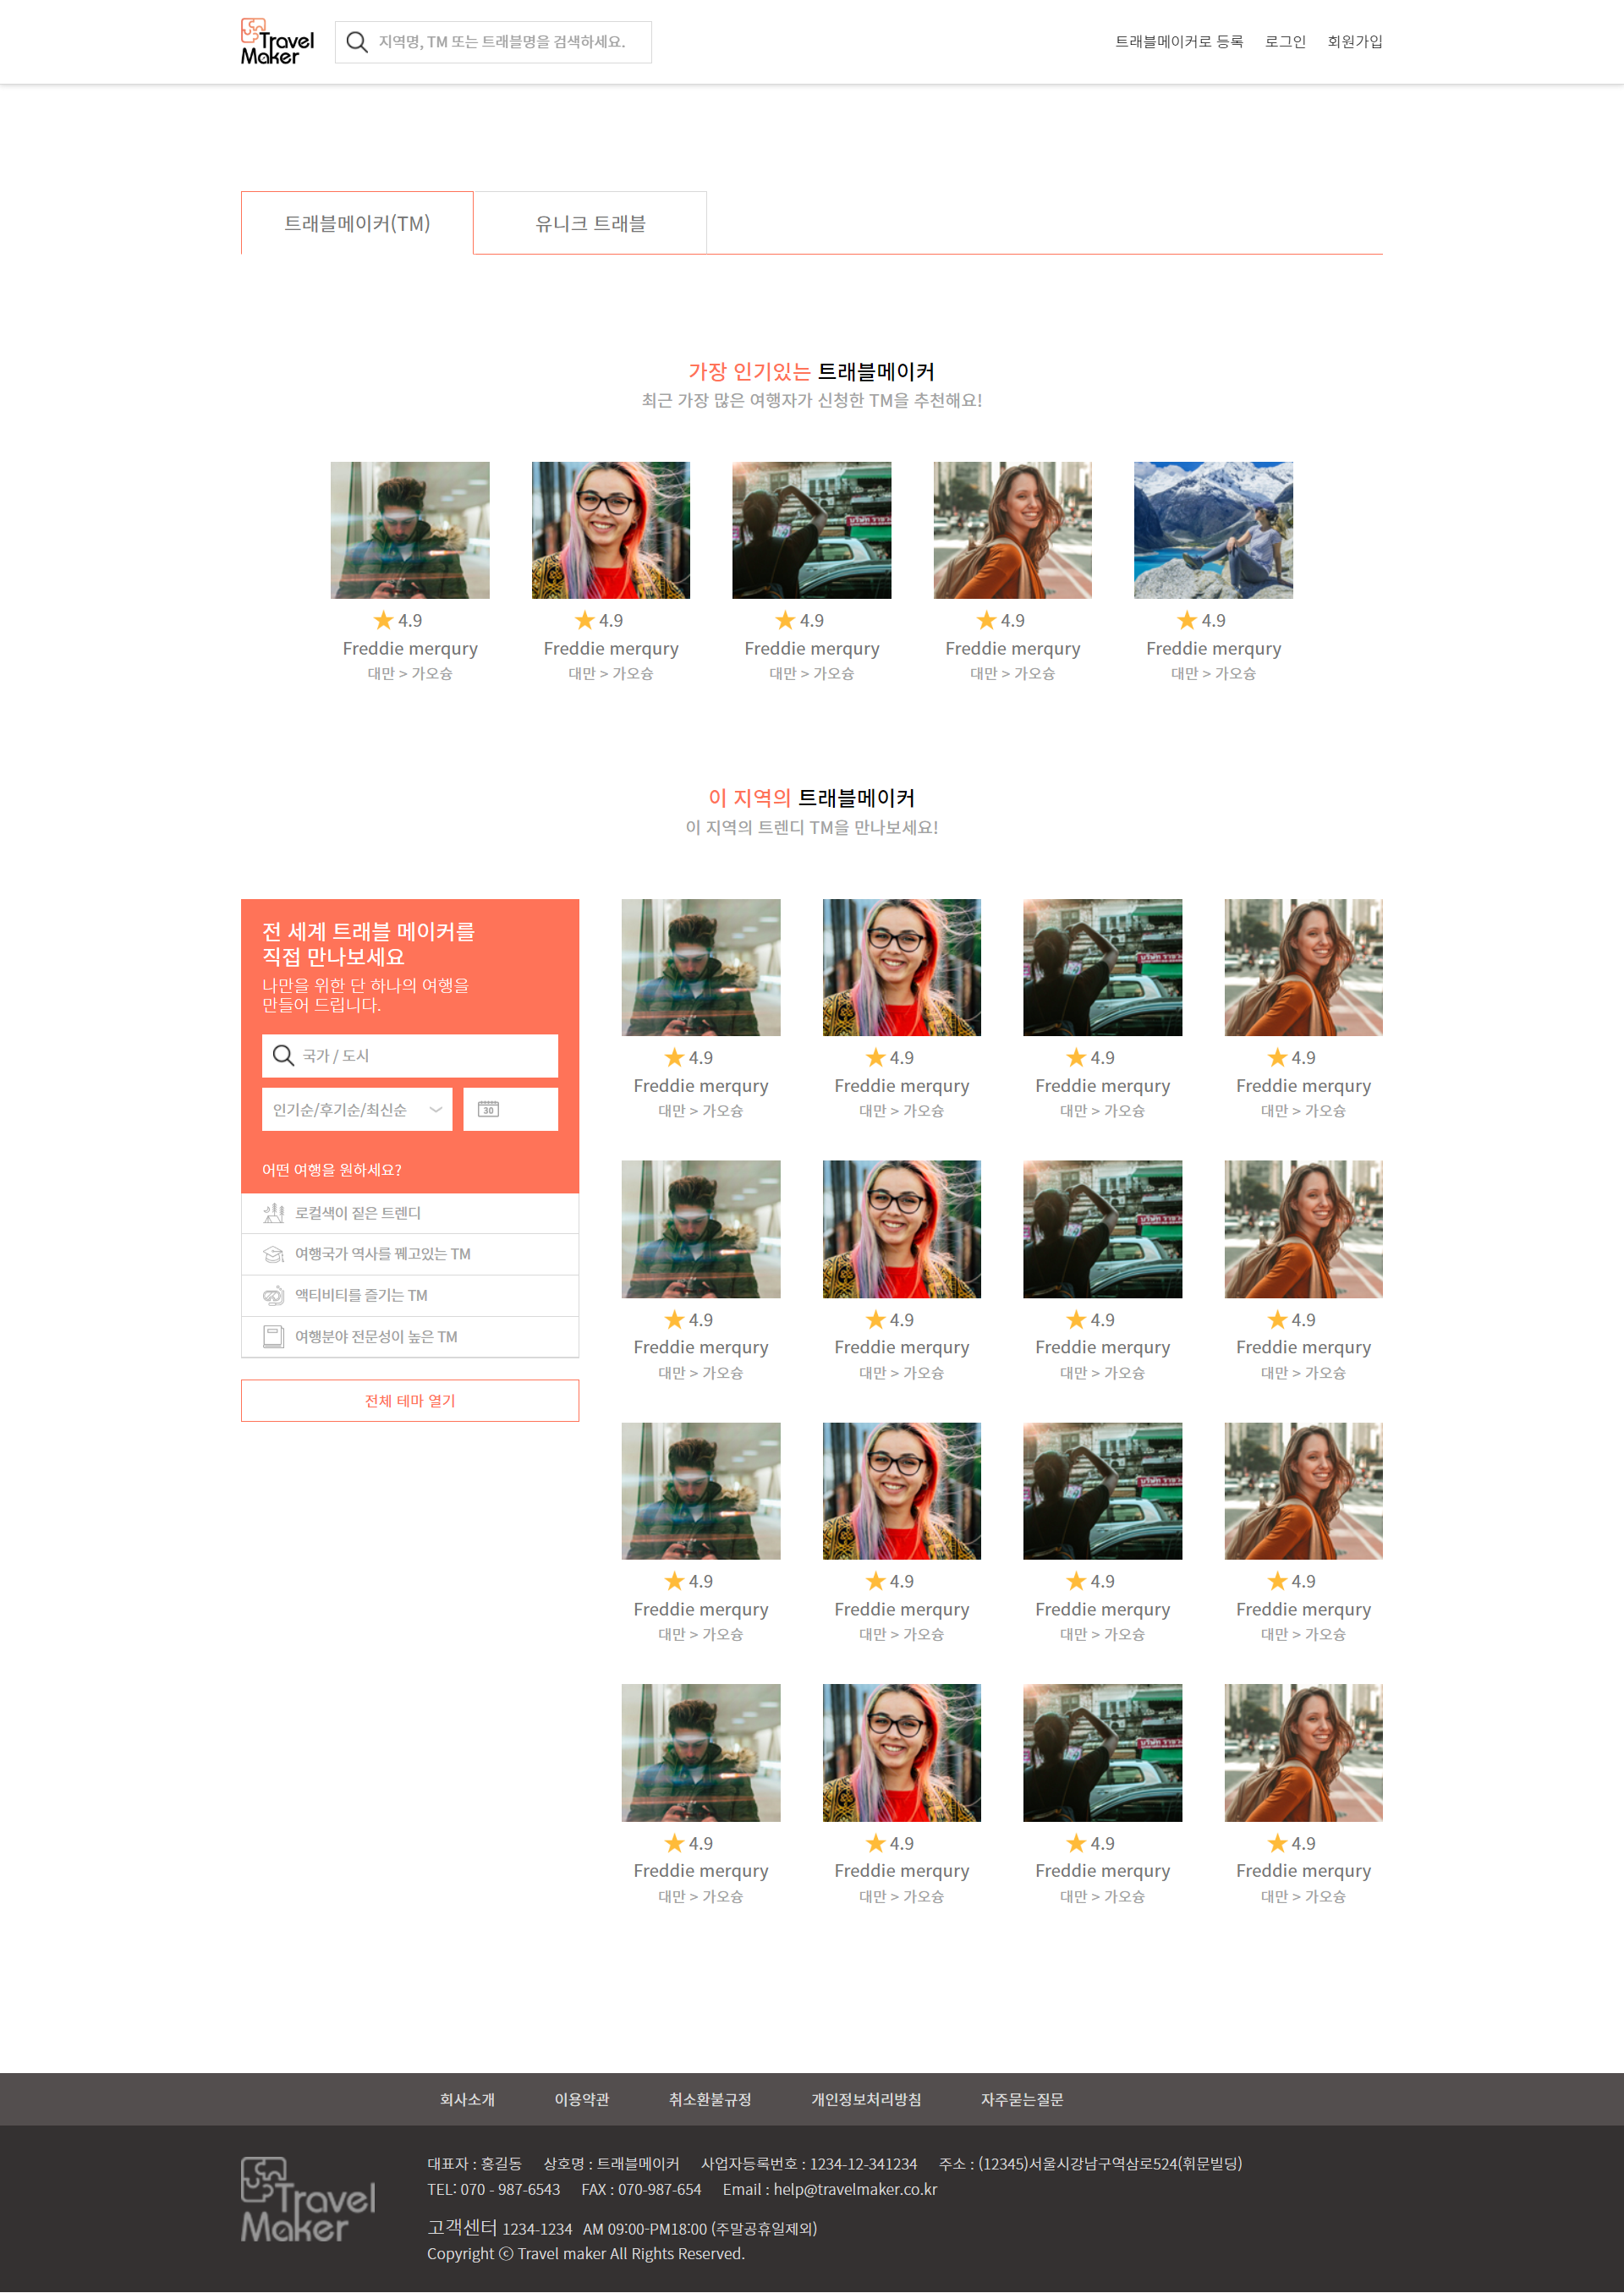 Travel
Maker
지역명, TM 또는 트래블명을 검색하세요.
트래블메이커로 등록 로그인 회원가입
트래블메이커(TM) 유니크 트래블
가장 인기있는 트래블메이커
최근 가장 많은 여행자가 신청한 TM을 추천해요!
4.9 4.9 4.9 4.9 4.9
Freddie merqury Freddie merqury Freddie merqury Freddie merqury Freddie merqury
대만 > 가오슝 대만 > 가오슝 대만 > 가오슝 대만 > 가오슝 대만 > 가오슝
이 지역의 트래블메이커
이 지역의 트렌디 TM을 만나보세요!
전 세계 트래블 메이커를
직접 만나보세요
나만을 위한 단 하나의 여행을
만들어 드립니다.
국가 / 도시
인기순/후기순/최신순 30
어떤 여행을 원하세요?
로컬색이 짙은 트렌디
여행국가 역사를 꿰고있는 TM
액티비티를 즐기는 TM
여행분야 전문성이 높은 TM
전체 테마 열기
4.9 4.9 4.9 4.9
Freddie merqury Freddie merqury Freddie merqury Freddie merqury
대만 > 가오슝 대만 > 가오슝 대만 > 가오슝 대만 > 가오슝
4.9 4.9 4.9 4.9
Freddie merqury Freddie merqury Freddie merqury Freddie merqury
대만 > 가오슝 대만 > 가오슝 대만 > 가오슝 대만 > 가오슝
4.9 4.9 4.9 4.9
Freddie merqury Freddie merqury Freddie merqury Freddie merqury
대만 > 가오슝 대만 > 가오슝 대만 > 가오슝 대만 > 가오슝
4.9 4.9 4.9 4.9
Freddie merqury Freddie merqury Freddie merqury Freddie merqury
대만 > 가오슝 대만 > 가오슝 대만 > 가오슝 대만 > 가오슝
회사소개 이용약관 취소환불규정 개인정보처리방침 자주묻는질문
Travel
Maker
대표자 : 홍길동 상호명 : 트래블메이커 사업자등록번호 : 1234-12-341234 주소 : (12345)서울시강남구역삼로524(휘문빌딩)
TEL: 070 - 987-6543 FAX : 070-987-654 Email : help@travelmaker.co.kr
고객센터 1234-1234 AM 09:00-PM18:00 (주말공휴일제외)
Copyright ⓒ Travel maker All Rights Reserved.